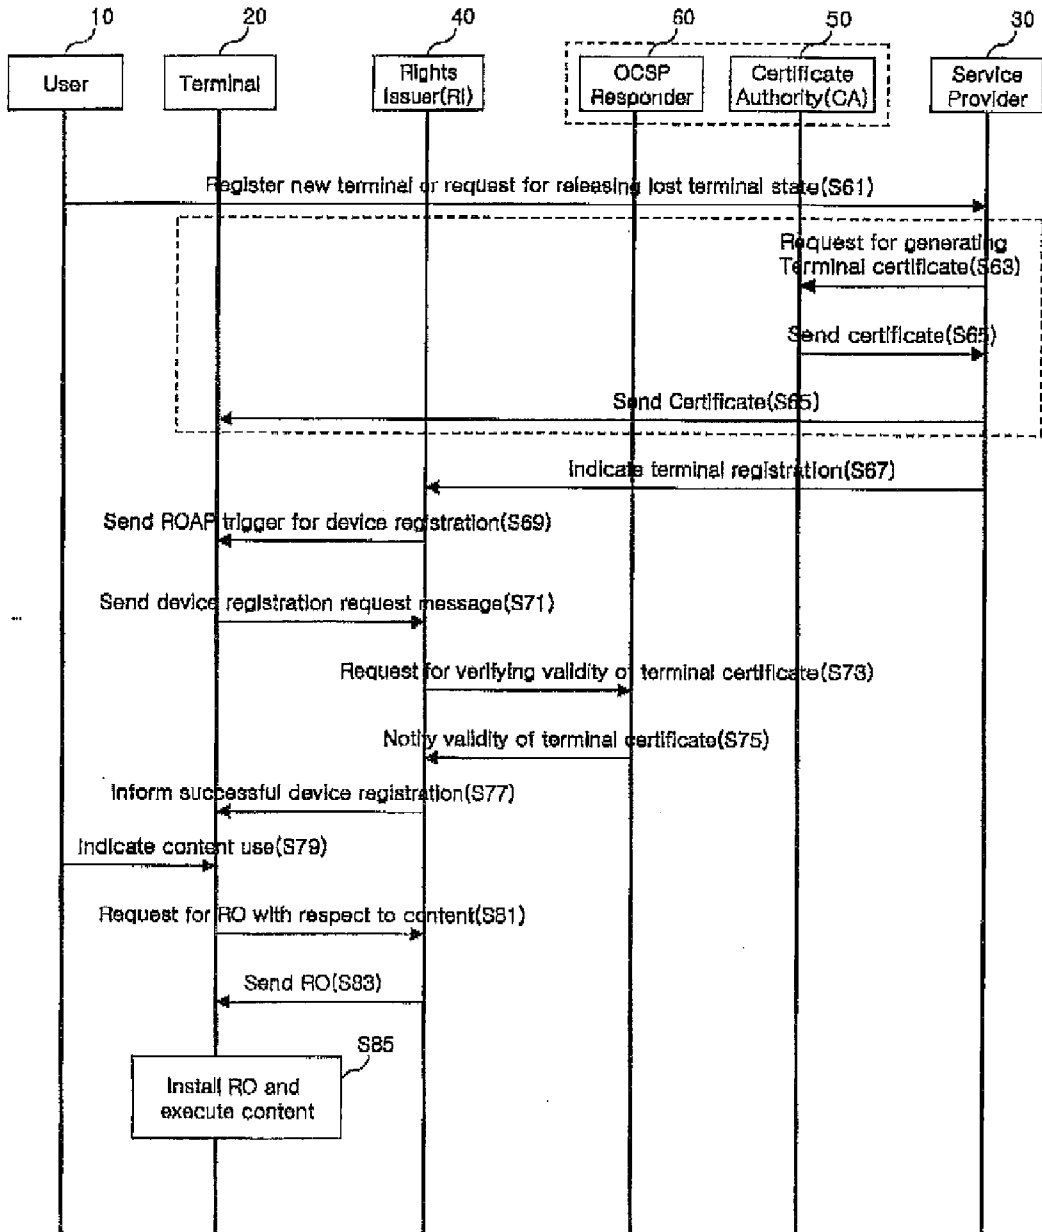 10
20
40
60
50
30
User
Terminal
Rights
Issuer(RI)
OCSP
Responder
Certificate
Authority(CA)
Service
Provider
Register new terminal or request for releasing lost terminal state(S61)
Request for generating
Terminal certificate(S63)
Send certificate(S65)
Send Certificate(S65)
Indicate terminal registration(S67)
Send ROAP trigger for device registration(S69)
Send device registration request message(S71)
Request for verifying validity of terminal certificate(S73)
Notify validity of terminal certificate(S75)
Inform successful device registration(S77)
Indicate content use(S79)
Request for RO with respect to content(S81)
Send RO(S83)
S85
Install RO and
execute content